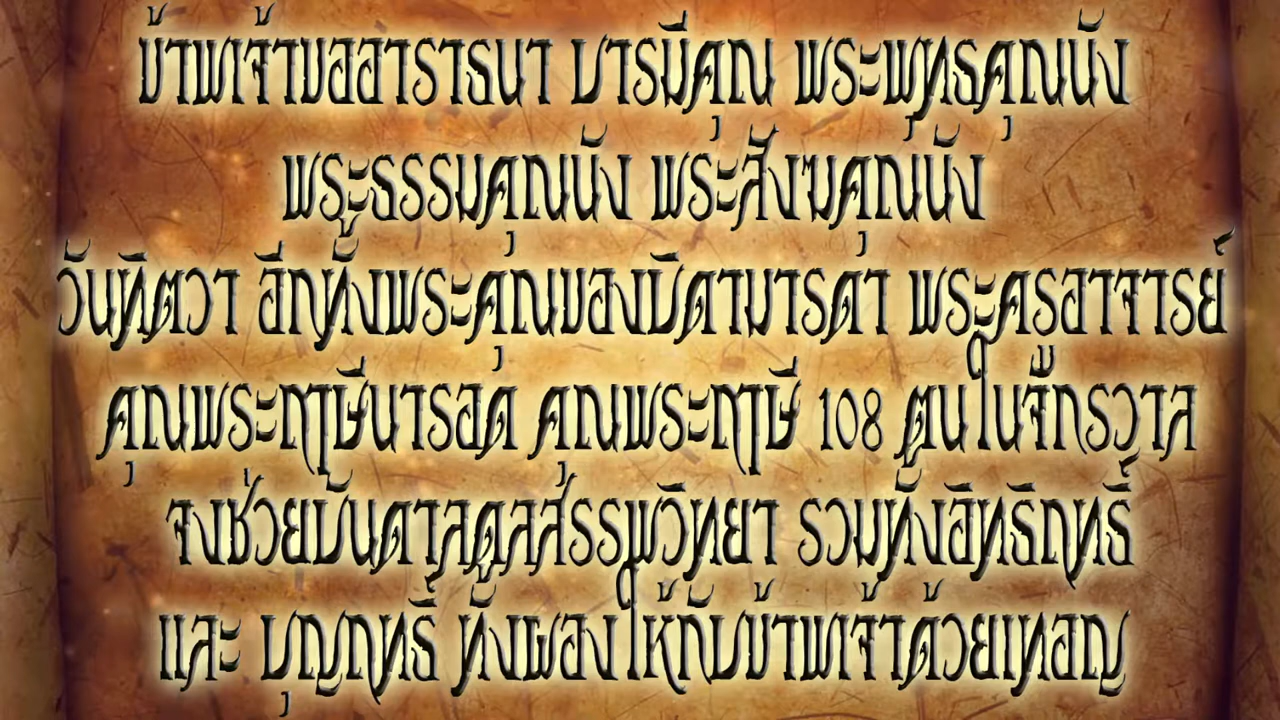 ข้าพเจ้าขออาราธนา บารมีคุณ พระพุทธคุณนัง
พระธรรมคุณนัง พระสังฆคุณนัง
วันทิตวา อีกทั้งพระคุณของบิดามารดา พระครูอาจารย์
คุณพระฤๅษีนารอด คุณพระฤๅษี 108 ตนในจักรวาล
จงช่วยบันดาลดลสรรพวิทยา รวมทั้งอิทธิฤทธิ์
และ บุญฤทธิ์ ทั้งผองให้กับข้าพเจ้าด้วยเทอญ